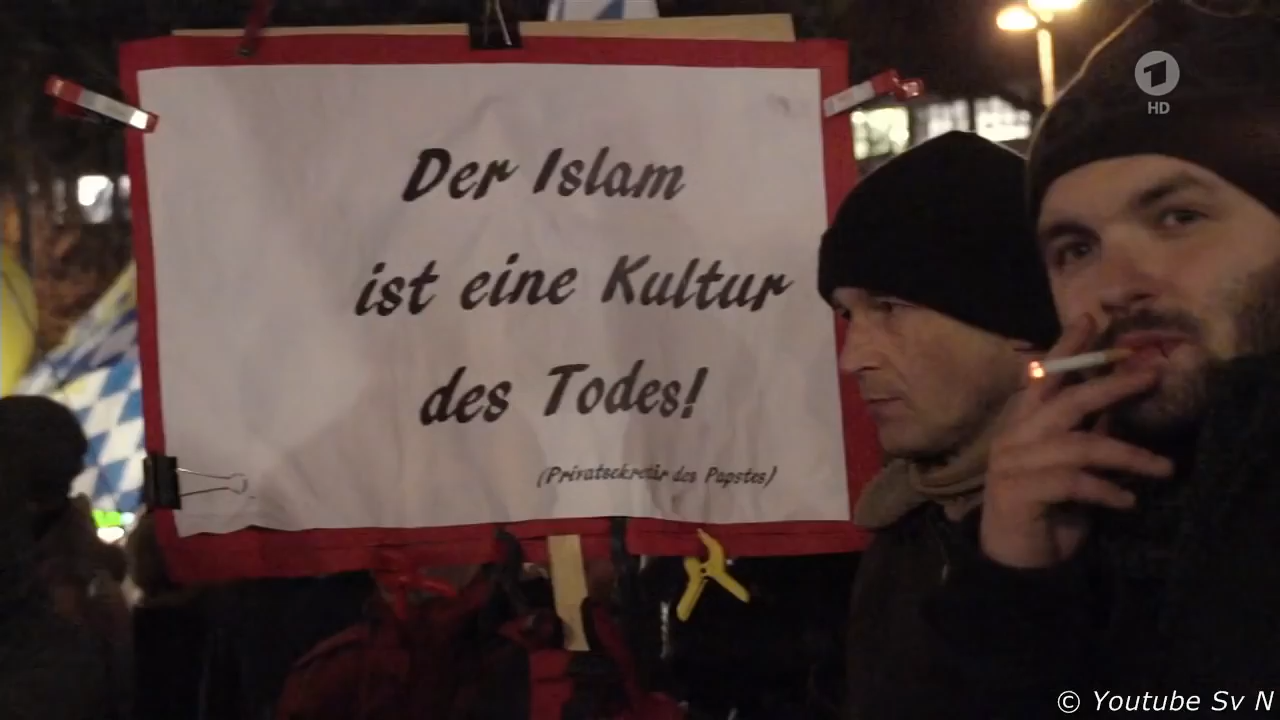 Der Islam
ist eine Kultur
des Todes!
(Privatsekretär des Papstes)
1
HD
© Youtube Sv N